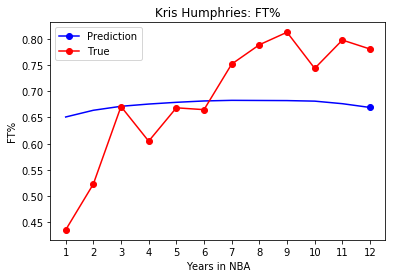 Kris Humphries: FT%
Prediction
True
FT%
0.80
0.75
0.70
0.65
0.60
0.55
0.50
0.45
1 2 3 4 5 6 7 8 9 10 11 12
Years in NBA